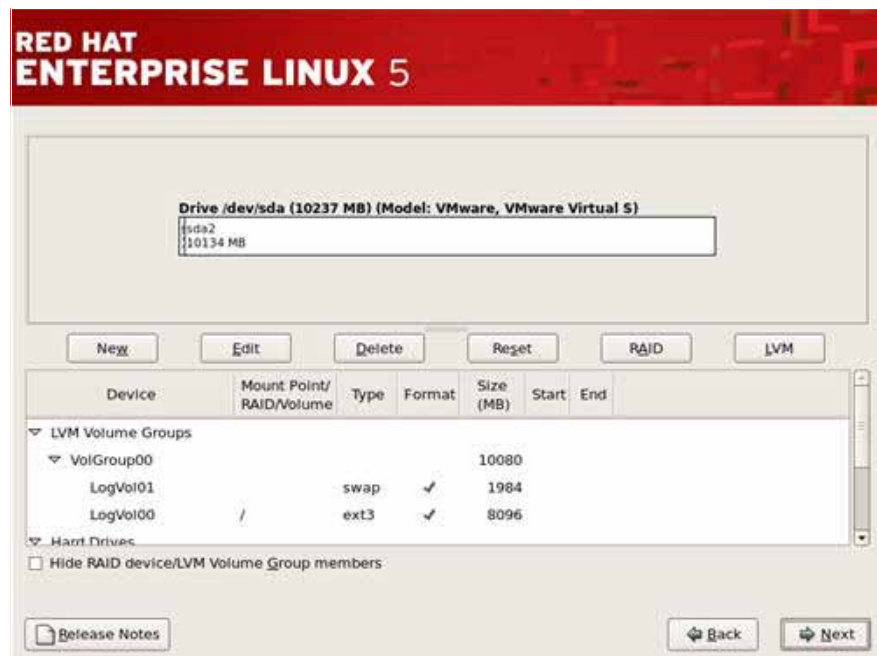 RED HAT
ENTERPRISE LINUX 5
Drive /dev/sda (10237 MB) (Model: VMware, VMware Virtual S)
sda2
10134 MB
New Edit Delete Reset RAID LVM
Device Mount Point/ RAID/Volume Type Format Size (MB) Start End
LVM Volume Groups
VolGroup00 10080
LogVol01 swap ✓ 1984
LogVol00 / ext3 ✓ 8096
Hard Drives
Hide RAID device/LVM Volume Group members
Release Notes Back Next